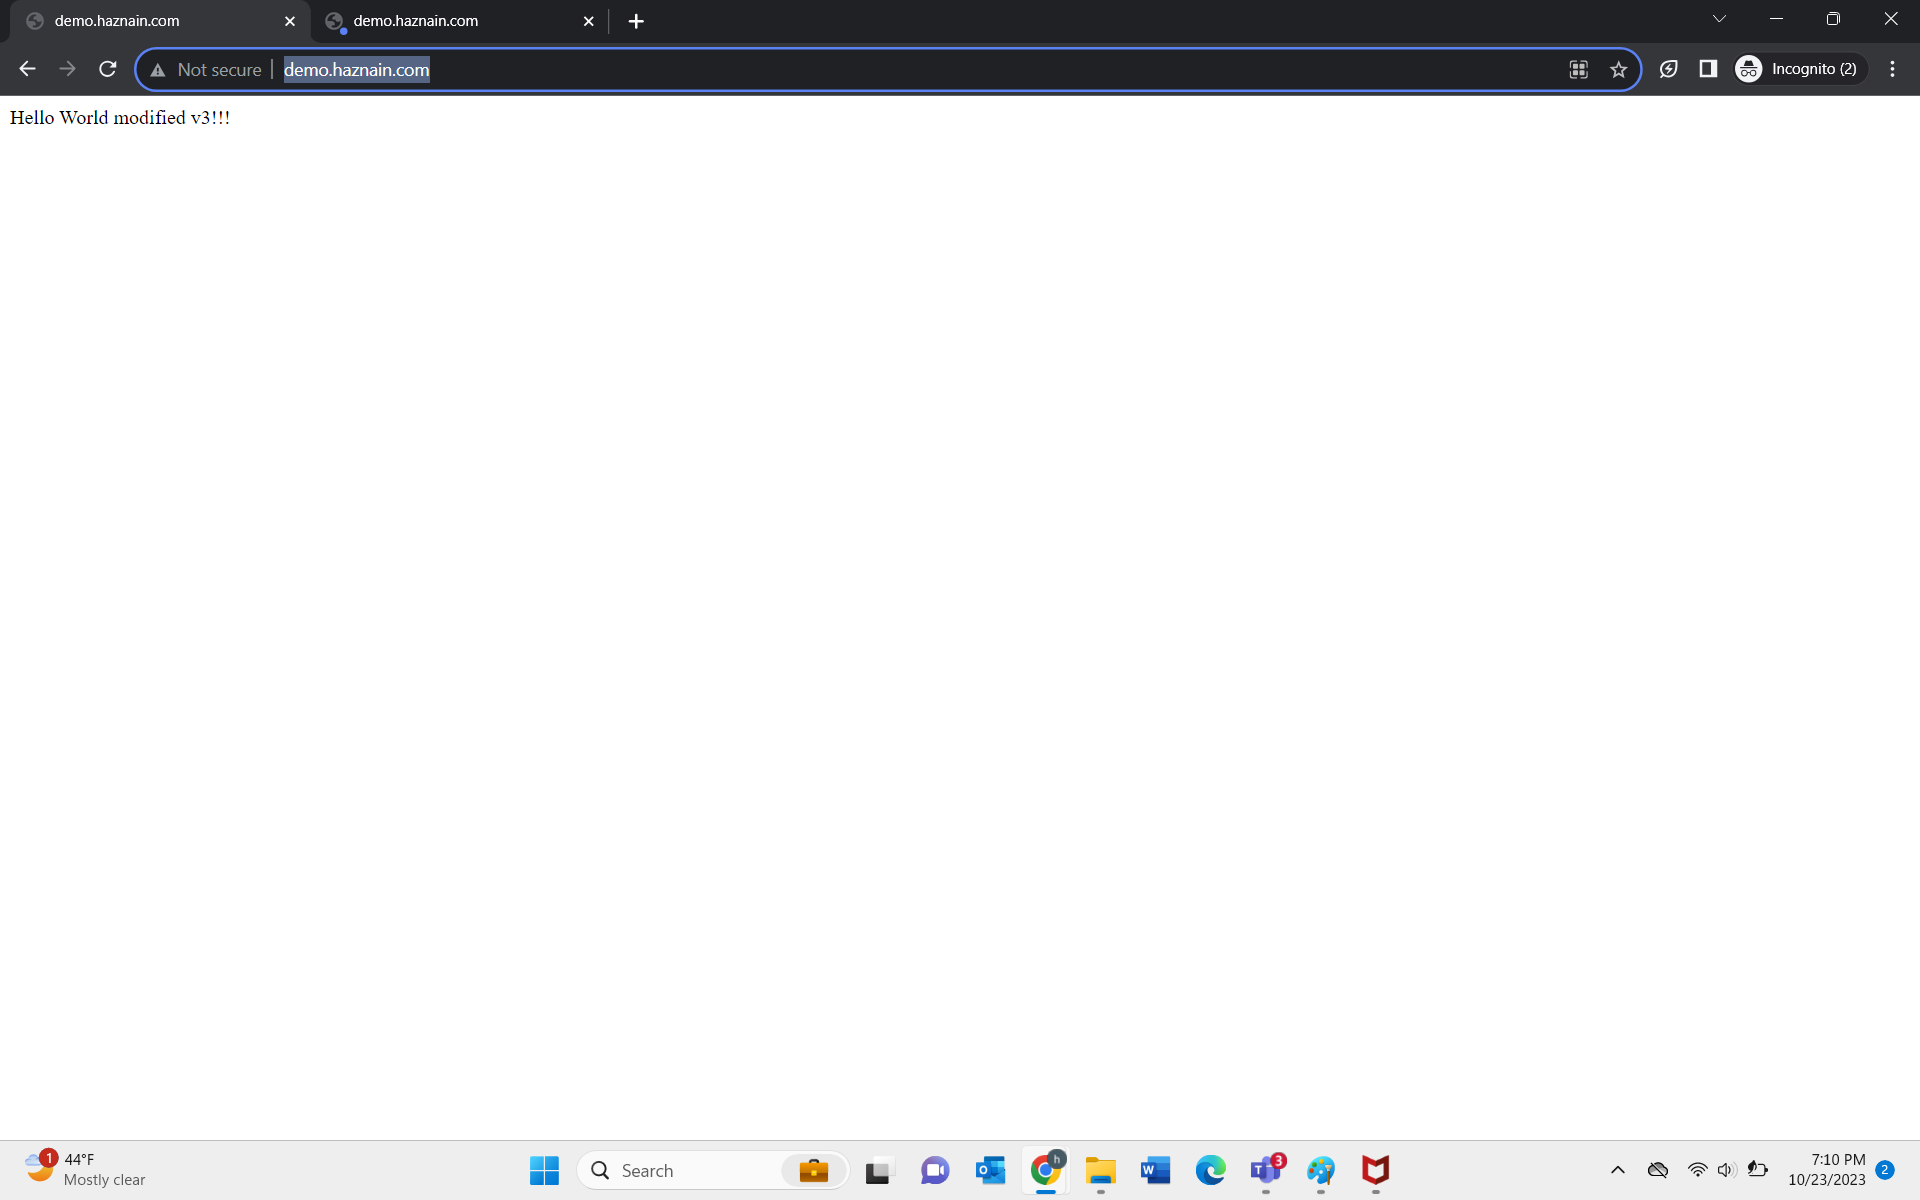 demo.haznain.com
demo.haznain.com
Not secure
demo.haznain.com
Incognito (2)
Hello World modified v3!!!
1
44°F
Mostly clear
Search
h
W
T
3
7:10 PM
10/23/2023
2